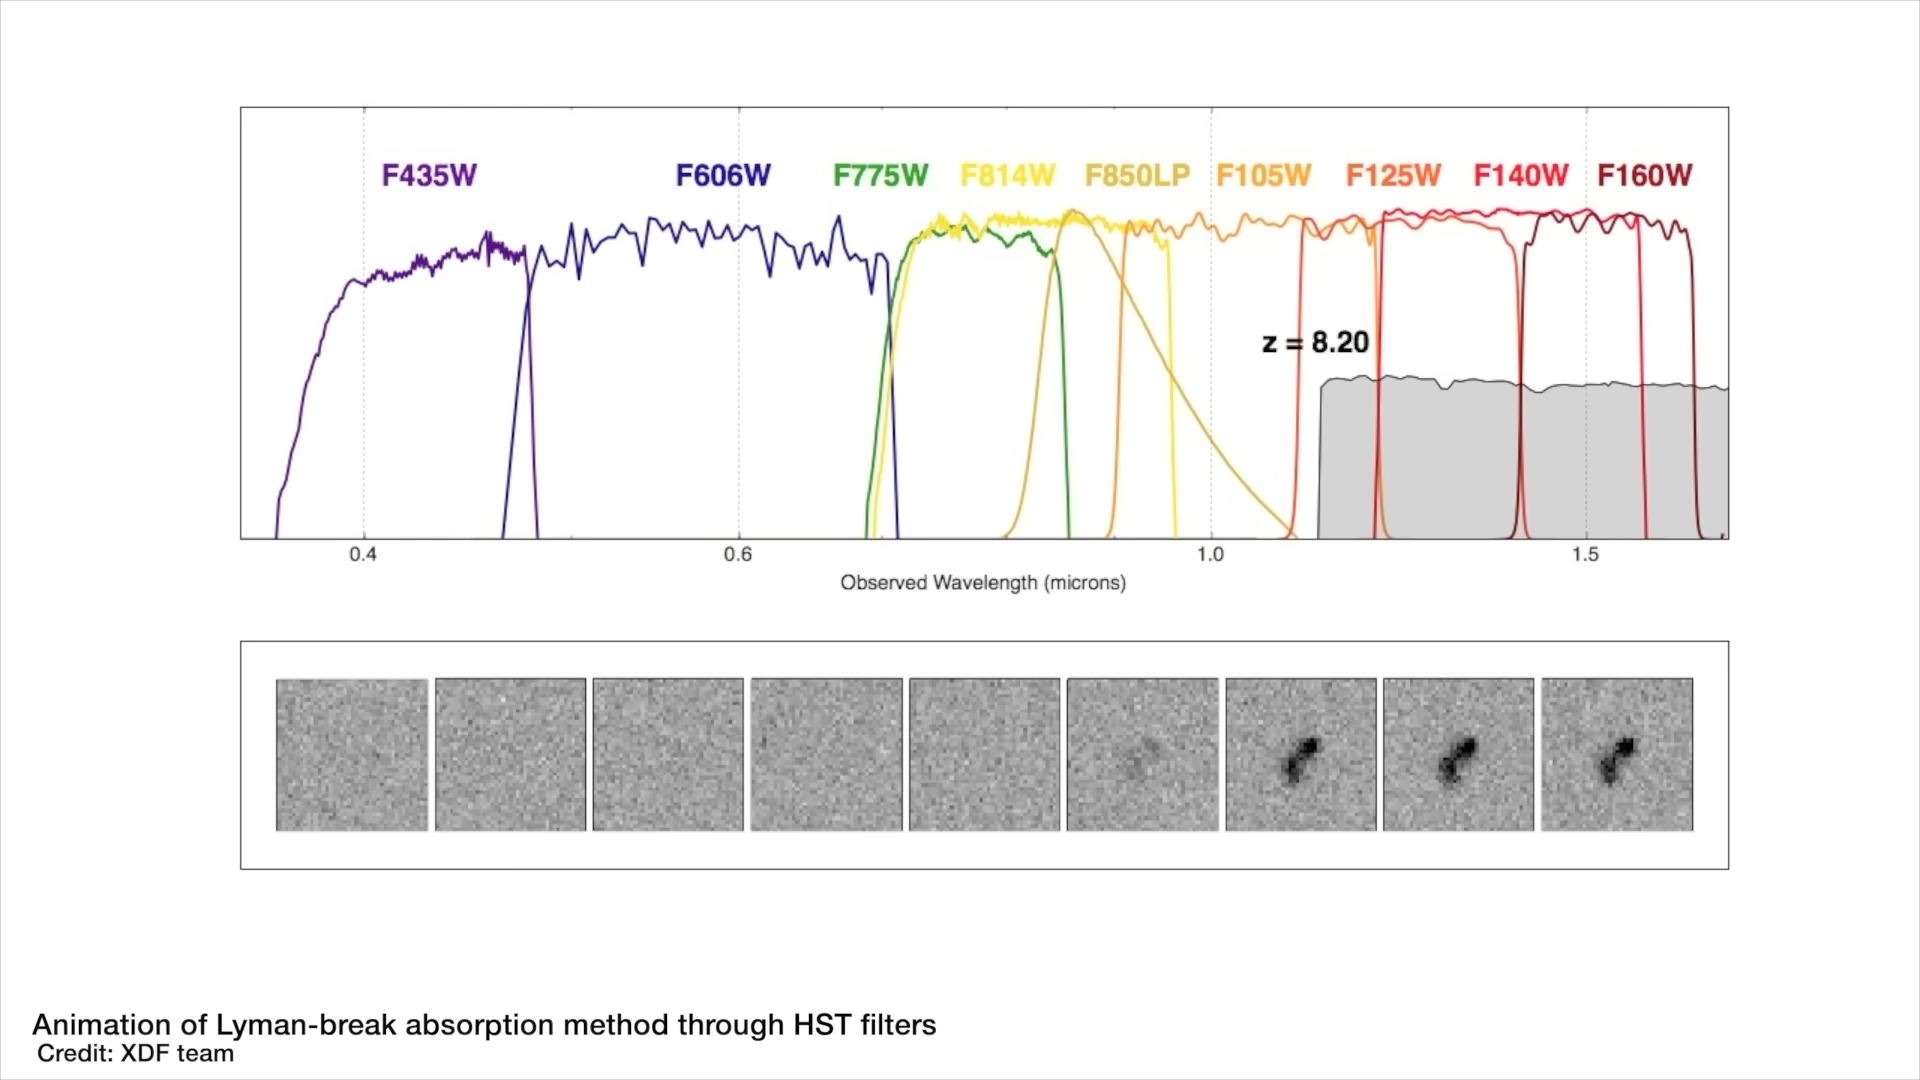 F435W F606W F775W F814W F850LP F105W F125W F140W F160W
z = 8.20
0.4 0.6 1.0 1.5
Observed Wavelength (microns)
Animation of Lyman-break absorption method through HST filters
Credit: XDF team